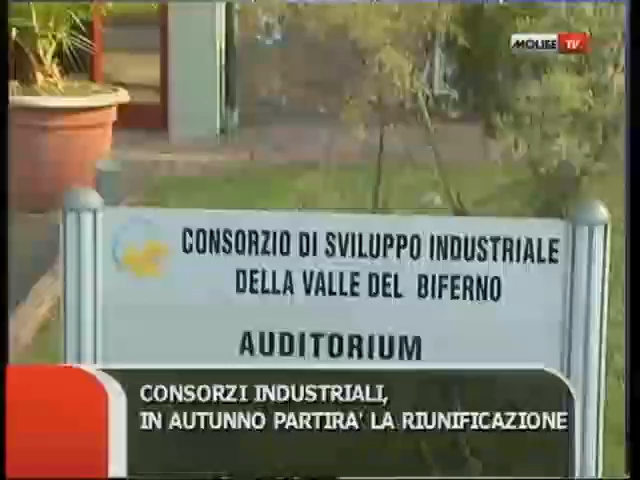 MOLISE TV
CONSORZIO DI SVILUPPO INDUSTRIALE
DELLA VALLE DEL BIFERNO
AUDITORIUM
CONSORZI INDUSTRIALI,
IN AUTUNNO PARTIRA' LA RIUNIFICAZIONE